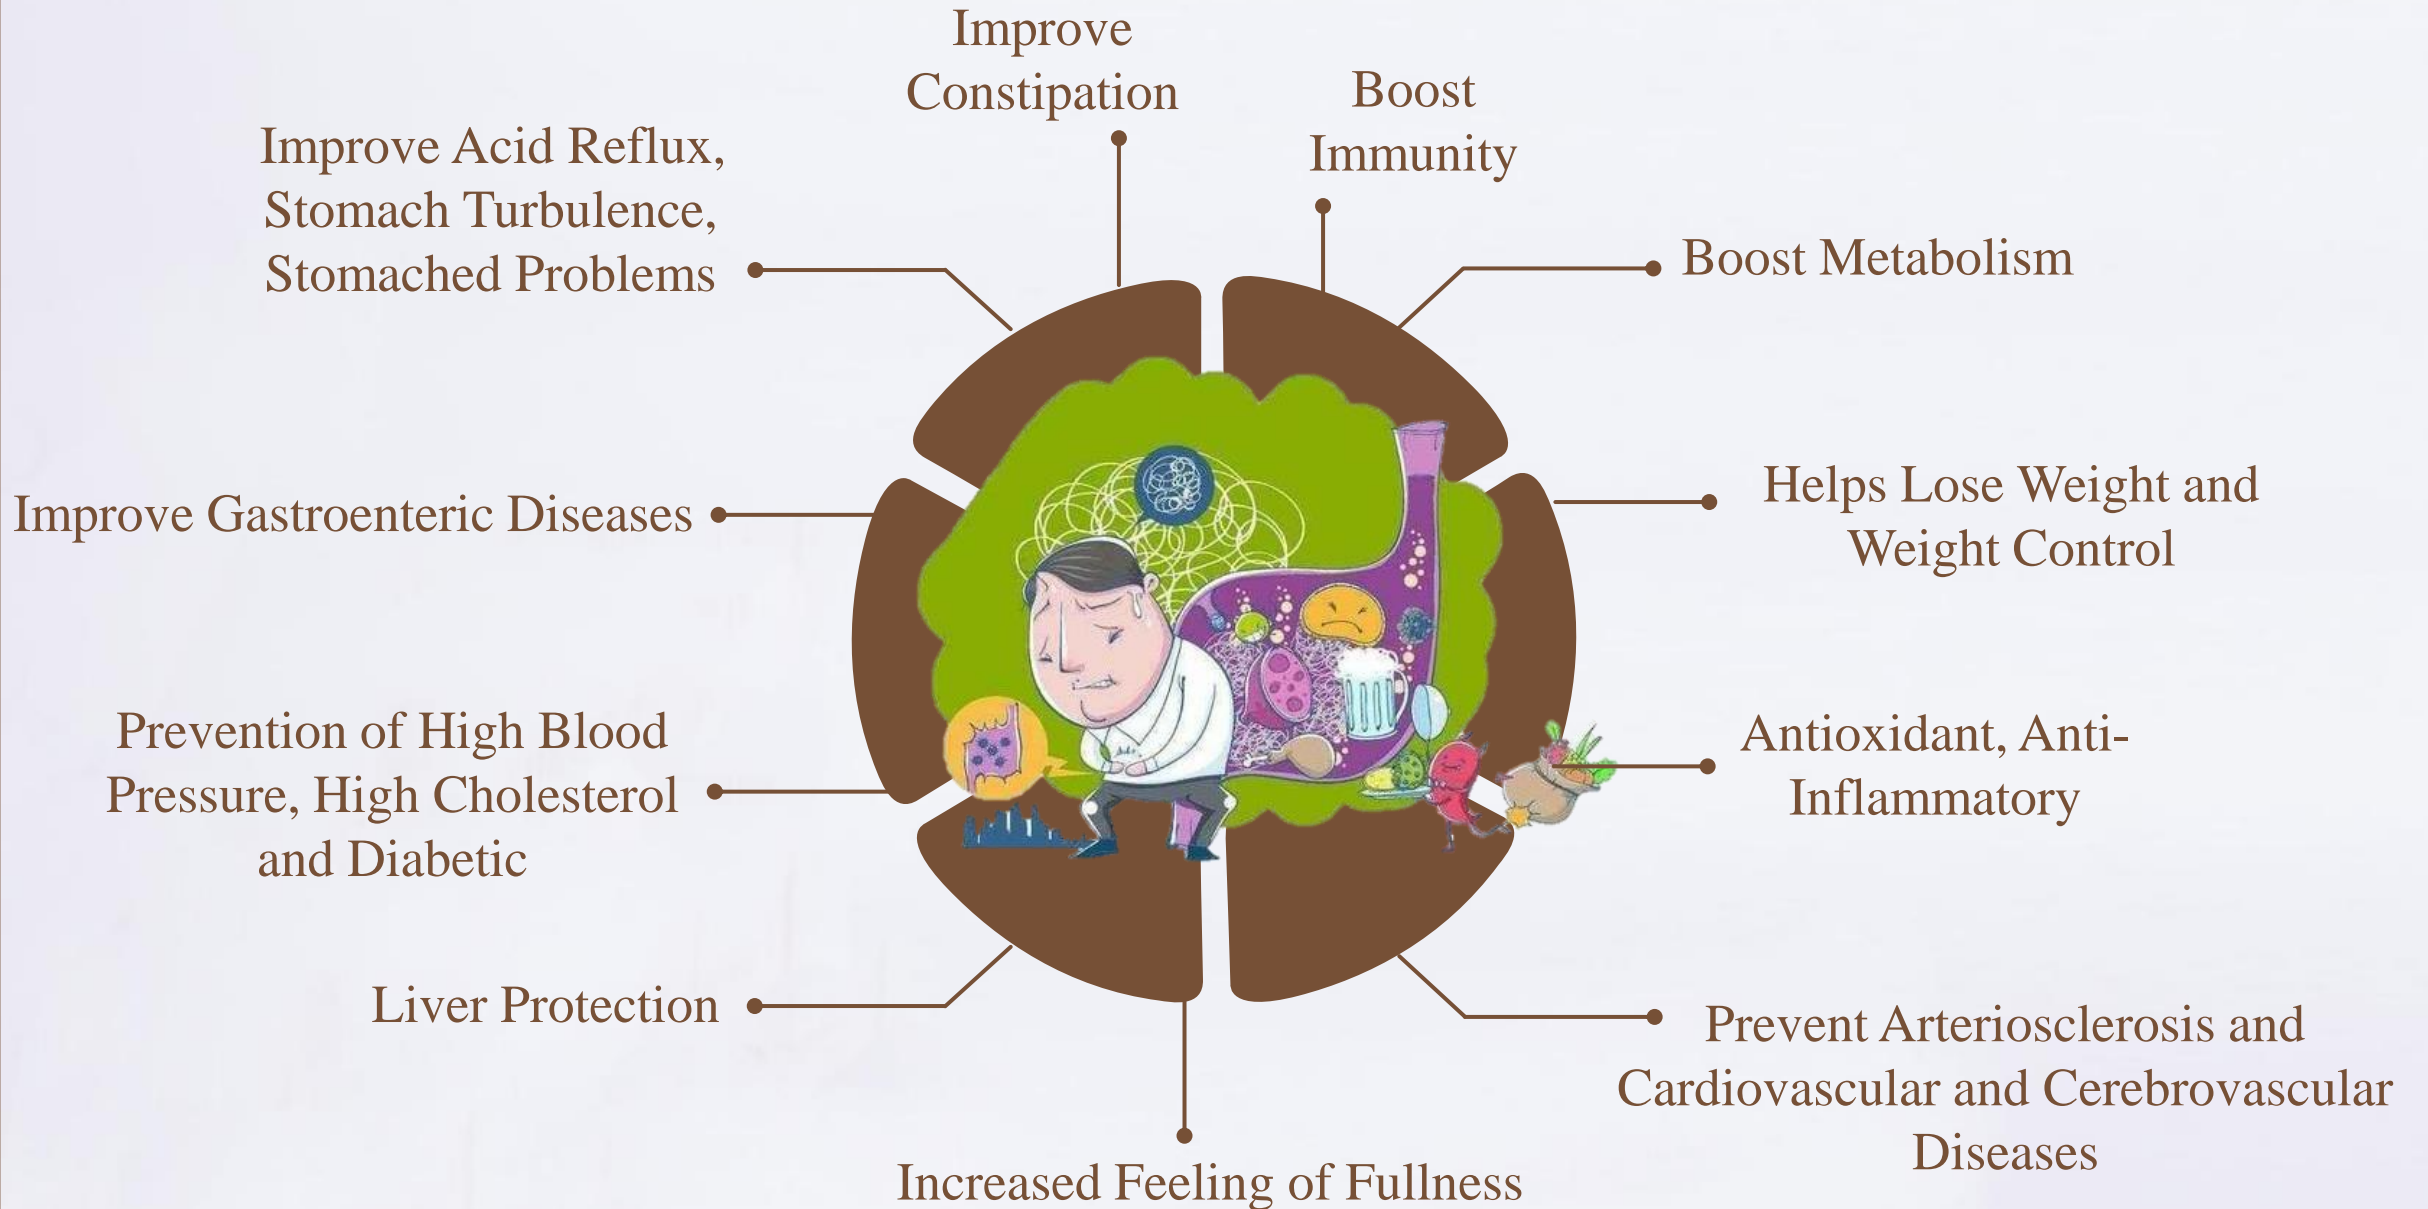 Improve
Constipation
Boost
Immunity
Improve Acid Reflux,
Stomach Turbulence,
Stomached Problems
Boost Metabolism
Improve Gastroenteric Diseases
Helps Lose Weight and
Weight Control
Prevention of High Blood
Pressure, High Cholesterol
and Diabetic
Antioxidant, Anti-
Inflammatory
Liver Protection
Prevent Arteriosclerosis and
Cardiovascular and Cerebrovascular
Diseases
Increased Feeling of Fullness